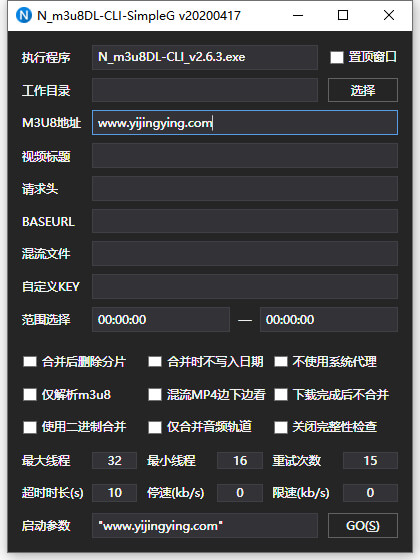 N_m3u8DL-CLI-SimpleG v20200417
执行程序 N_m3u8DL-CLI_v2.6.3.exe 置顶窗口
工作目录 选择
M3U8地址 www.yijingying.com
视频标题
请求头
BASEURL
混流文件
自定义KEY
范围选择 00:00:00 — 00:00:00
合并后删除分片 合并时不写入日期 不使用系统代理
仅解析m3u8 混流MP4边下边看 下载完成后不合并
使用二进制合并 仅合并音频轨道 关闭完整性检查
最大线程 32 最小线程 16 重试次数 15
超时时长(s) 10 停速(kb/s) 0 限速(kb/s) 0
启动参数 "www.yijingying.com" GO(S)